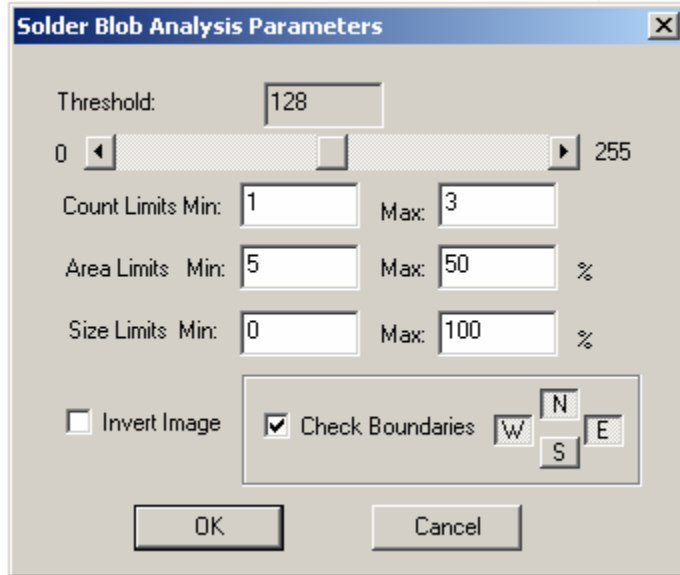 Solder Blob Analysis Parameters
Threshold: 128
0 255
Count Limits Min: 1 Max: 3
Area Limits Min: 5 Max: 50 %
Size Limits Min: 0 Max: 100 %
N
Invert Image Check Boundaries W E
S
OK Cancel